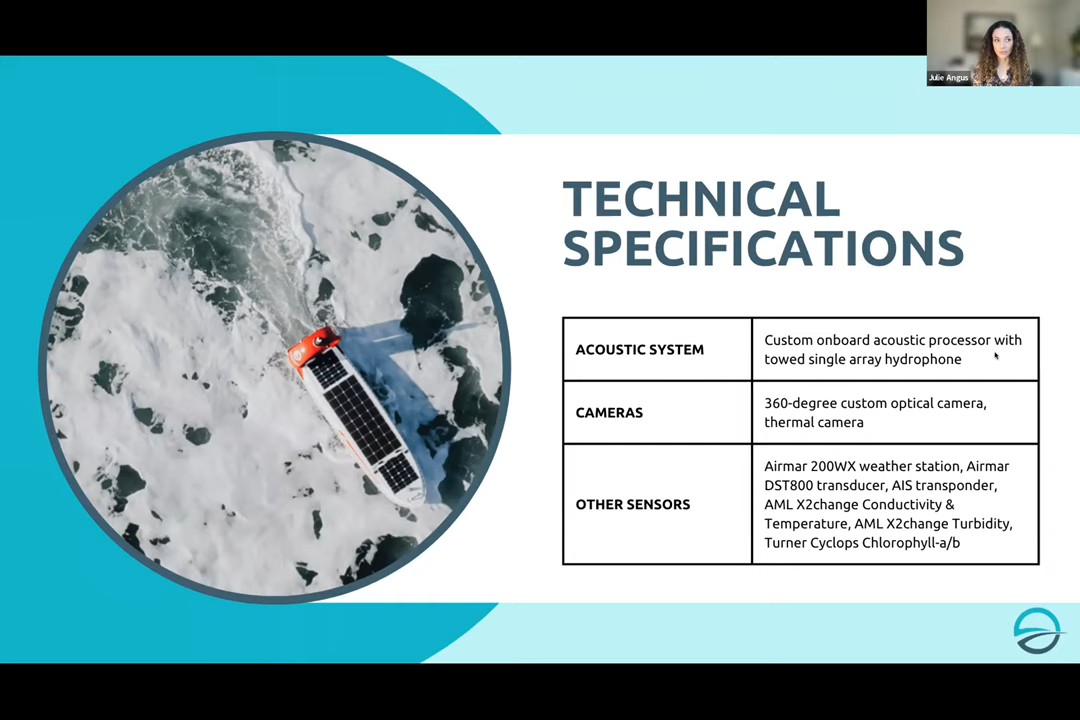 Julie Angus
TECHNICAL
SPECIFICATIONS
ACOUSTIC SYSTEM
Custom onboard acoustic processor with
towed single array hydrophone
CAMERAS
360-degree custom optical camera,
thermal camera
OTHER SENSORS
Airmar 200WX weather station, Airmar
DST800 transducer, AIS transponder,
AML X2change Conductivity &
Temperature, AML X2change Turbidity,
Turner Cyclops Chlorophyll-a/b